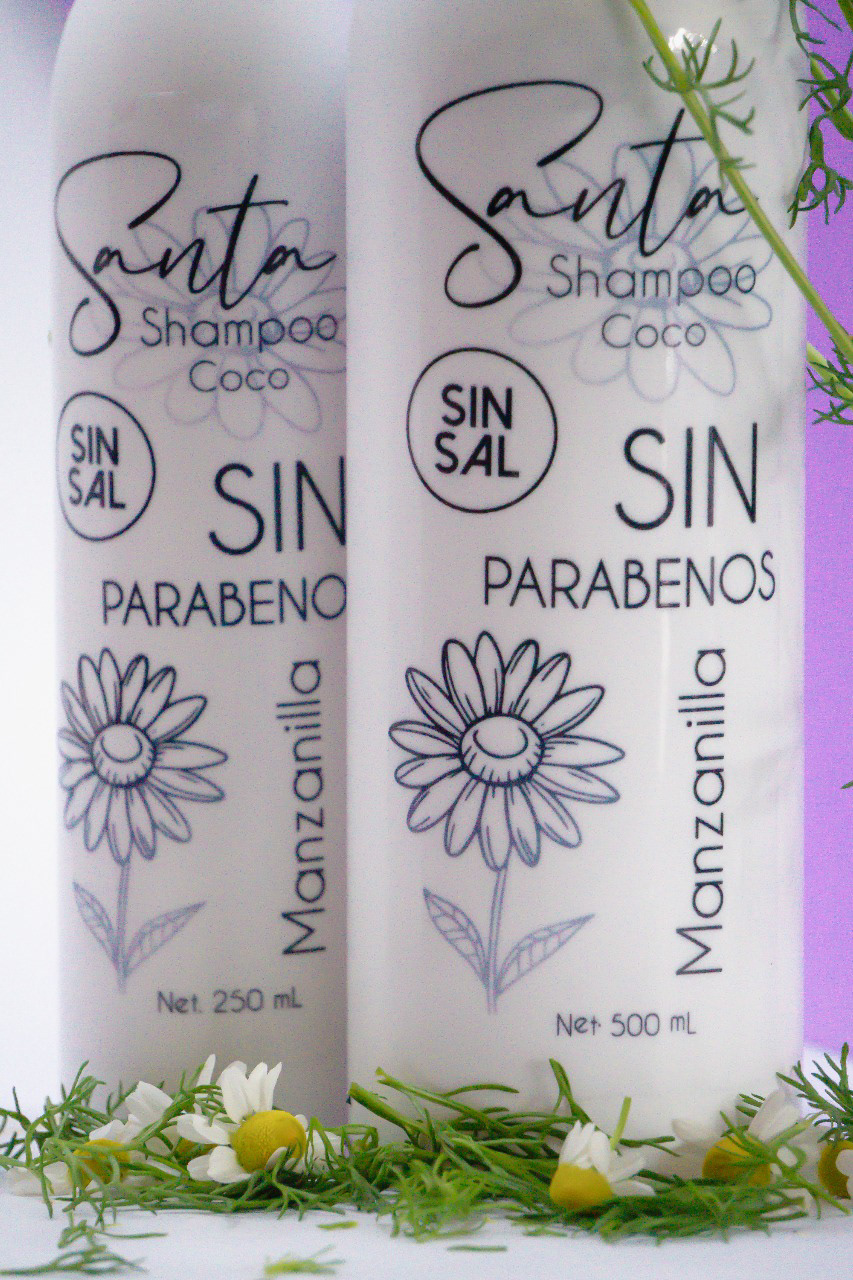 Santa
Shampoo
Coco
SIN
SAL
SIN
PARABENO
Manzanilla
Net. 250 mL
Santa
Shampoo
Coco
SIN
SAL
SIN
PARABENOS
Manzanilla
Net. 500 mL